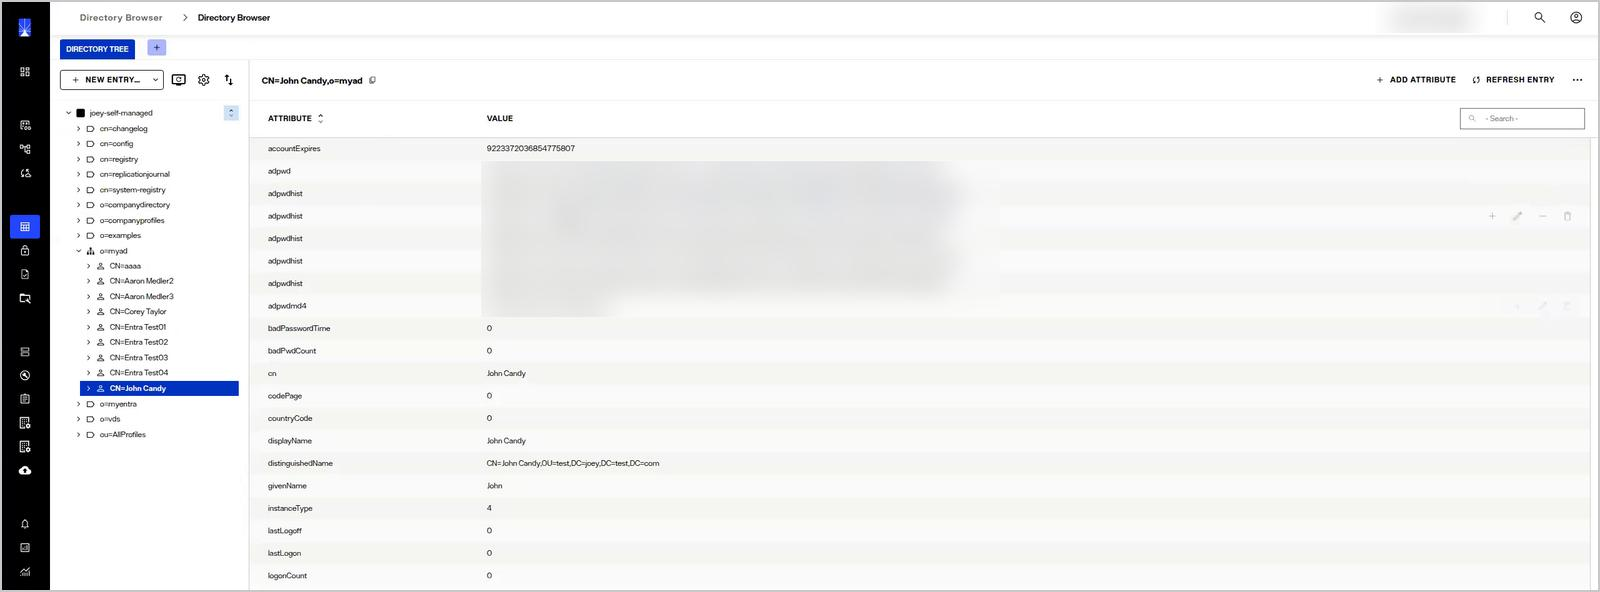 Directory Browser > Directory Browser
DIRECTORY TREE +
+ NEW ENTRY...
CN=John Candy,o=myad
+ ADD ATTRIBUTE REFRESH ENTRY ...
joey-self-managed
cn=changelog
cn=config
cn=registry
cn=replicationjournal
cn=system-registry
o=companydirectory
o=companyprofiles
o=examples
o=myad
CN=aaaa
CN=Aaron Medler2
CN=Aaron Medler3
CN=Corey Taylor
CN=Entra Test01
CN=Entra Test02
CN=Entra Test03
CN=Entra Test04
CN=John Candy
o=myentra
o=vds
ou=AllProfiles
ATTRIBUTE VALUE
- Search -
accountExpires 9223372036854775807
adpwd
adpwdhist
adpwdhist
adpwdhist
adpwdhist
adpwdhist
adpwdmd4
badPasswordTime 0
badPwdCount 0
cn John Candy
codePage 0
countryCode 0
displayName John Candy
distinguishedName CN=John Candy,OU=test,DC=joey,DC=test,DC=com
givenName John
instanceType 4
lastLogoff 0
lastLogon 0
logonCount 0